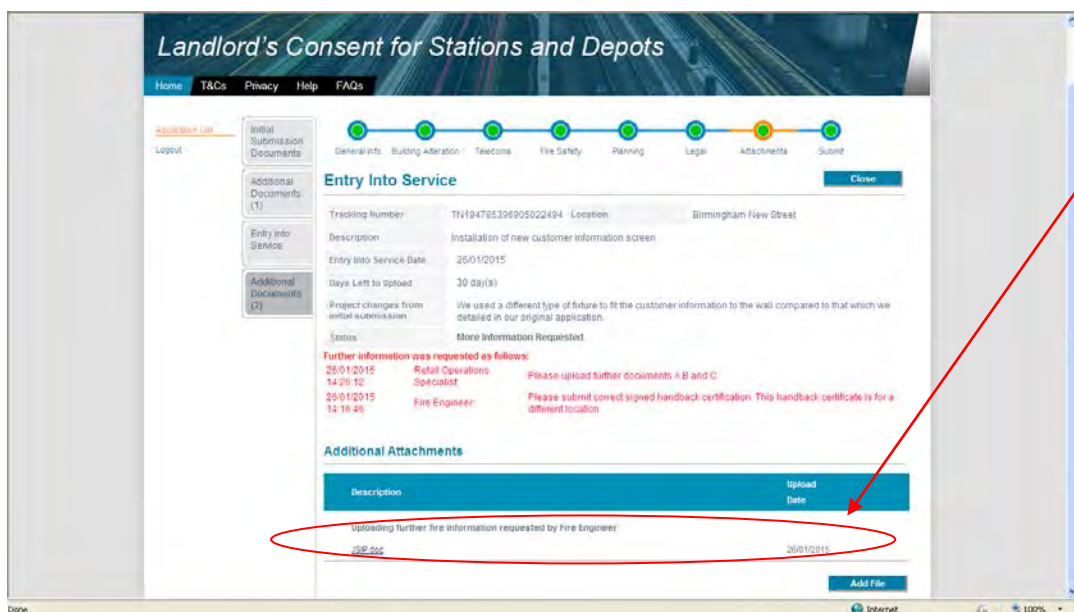 Landlord's Consent for Stations and Depots
Home T&Cs Privacy Help FAQs
Application List
Logout
Initial
Submission
Documents
Additional
Documents
(1)
Entry Into
Service
Additional
Documents
(2)
General Info Building Alteration Telecoms Fire Safety Planning Legal Attachments Submit
Entry Into Service
Close
Tracking Number TN194785396905022494 Location Birmingham New Street
Description Installation of new customer information screen
Entry Into Service Date 26/01/2015
Days Left to Upload 30 day(s)
Project changes from initial submission We used a different type of fixture to fit the customer information to the wall compared to that which we
detailed in our original application.
Status More Information Requested
Further information was requested as follows:
26/01/2015 14:26:12 Retail Operations Specialist Please upload further documents A,B and C
26/01/2015 14:16:46 Fire Engineer Please submit correct signed handback certification. This handback certificate is for a
different location
Additional Attachments
Description Upload Date
Uploading further fire information requested by Fire Engineer
JSIP.doc 26/01/2015
Add File
Done Internet 100%